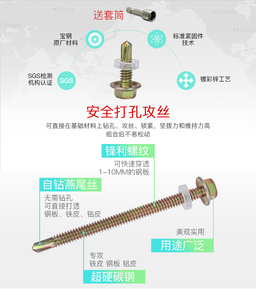 送套筒
宝钢
原厂材料
标准紧固件
技术
SGS检测
机构认证
SGS
镀彩锌工艺
安全打孔攻丝
可直接在基础材料上钻孔、攻丝、锁紧，坚拔力和维持力高
组合后不易松动
锋利螺纹
可快速穿透
1-10MM的钢板
自钻燕尾丝
无需钻孔
可直接打透
钢板、铁皮、铝皮
美观实用
用途广泛
专攻
铁皮 钢板 铝皮
超硬碳钢